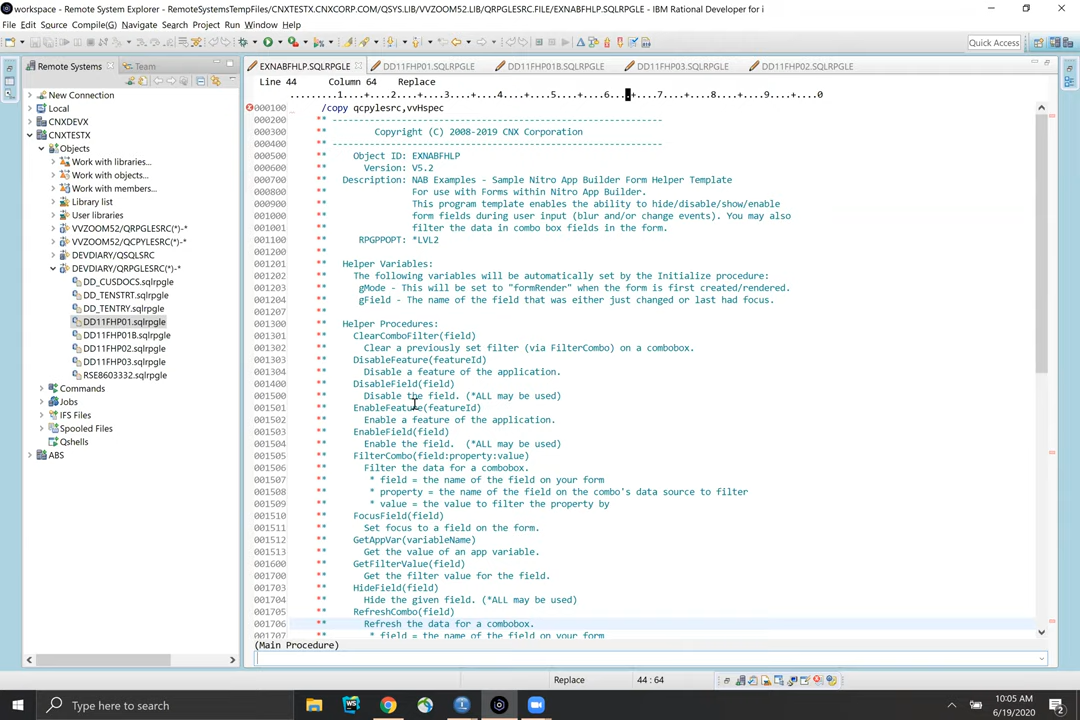 workspace - Remote System Explorer - RemoteSystemsTempFiles/CNXTESTX.CNXCORP.COM/QSYS.LIB/VVZOOM52.LIB/QRPGLESRC.FILE/EXNABFHLP.SQLRPGLE - IBM Rational Developer for i
File Edit Source Compile(G) Navigate Search Project Run Window Help
Quick Access
Remote Systems
Team
EXNABFHLP.SQLRPGLE
DD11FHP01.SQLRPGLE
DD11FHP01B.SQLRPGLE
DD11FHP03.SQLRPGLE
DD11FHP02.SQLRPGLE
Line 44 Column 64 Replace
.........1....+....2....+....3....+....4....+....5....+....6....+....7....+....8....+....9....+....0
New Connection
Local
CNXDEVX
CNXTESTX
Objects
Work with libraries...
Work with objects...
Work with members...
Library list
User libraries
VVZOOM52/QRPGLESRC(*)-*
VVZOOM52/QCPYLESRC(*)-*
DEVDIARY/QSQLSRC
DEVDIARY/QRPGLESRC(*)-*
DD_CUSDOCS.sqlrpgle
DD_TENSTRT.sqlrpgle
DD_TENTRY.sqlrpgle
DD11FHP01.sqlrpgle
DD11FHP01B.sqlrpgle
DD11FHP02.sqlrpgle
DD11FHP03.sqlrpgle
RSE8603332.sqlrpgle
Commands
Jobs
IFS Files
Spooled Files
Qshells
ABS
000100 /copy qcpylesrc,vvHspec
000200 ** --------------------------------------------------------------
000300 ** Copyright (C) 2008-2019 CNX Corporation
000400 ** --------------------------------------------------------------
000500 ** Object ID: EXNABFHLP
000600 ** Version: V5.2
000700 ** Description: NAB Examples - Sample Nitro App Builder Form Helper Template
000800 ** For use with Forms within Nitro App Builder.
000900 ** This program template enables the ability to hide/disable/show/enable
001000 ** form fields during user input (blur and/or change events). You may also
001001 ** filter the data in combo box fields in the form.
001100 ** RPGPPOPT: *LVL2
001200 **
001201 ** Helper Variables:
001202 ** The following variables will be automatically set by the Initialize procedure:
001203 ** gMode - This will be set to "formRender" when the form is first created/rendered.
001204 ** gField - The name of the field that was either just changed or last had focus.
001205 **
001300 ** Helper Procedures:
001301 ** ClearComboFilter(field)
001302 ** Clear a previously set filter (via FilterCombo) on a combobox.
001303 ** DisableFeature(featureId)
001304 ** Disable a feature of the application.
001400 ** DisableField(field)
001500 ** Disable the field. (*ALL may be used)
001501 ** EnableFeature(featureId)
001502 ** Enable a feature of the application.
001503 ** EnableField(field)
001504 ** Enable the field. (*ALL may be used)
001505 ** FilterCombo(field:property:value)
001506 ** Filter the data for a combobox.
001507 ** * field = the name of the field on your form
001508 ** * property = the name of the field on the combo's data source to filter
001509 ** * value = the value to filter the property by
001510 ** FocusField(field)
001511 ** Set focus to a field on the form.
001512 ** GetAppVar(variableName)
001513 ** Get the value of an app variable.
001600 ** GetFilterValue(field)
001700 ** Get the filter value for the field.
001703 ** HideField(field)
001704 ** Hide the given field. (*ALL may be used)
001705 ** RefreshCombo(field)
001706 ** Refresh the data for a combobox.
001707 ** * field = the name of the field on your form
(Main Procedure)
Replace
44 : 64
Type here to search
10:05 AM
6/19/2020